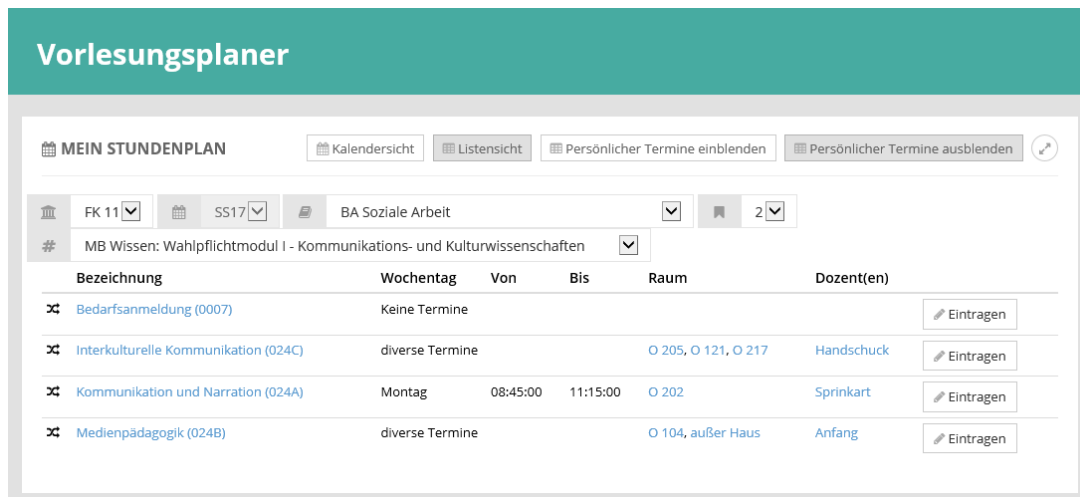 Vorlesungsplaner
MEIN STUNDENPLAN Kalendersicht Listensicht Persönlicher Termine einblenden Persönlicher Termine ausblenden
FK 11 SS17 BA Soziale Arbeit 2
# MB Wissen: Wahlpflichtmodul I - Kommunikations- und Kulturwissenschaften
Bezeichnung Wochentag Von Bis Raum Dozent(en)
Bedarfsanmeldung (0007) Keine Termine Eintragen
Interkulturelle Kommunikation (024C) diverse Termine O 205, O 121, O 217 Handschuck Eintragen
Kommunikation und Narration (024A) Montag 08:45:00 11:15:00 O 202 Sprinkart Eintragen
Medienpädagogik (024B) diverse Termine O 104, außer Haus Anfang Eintragen